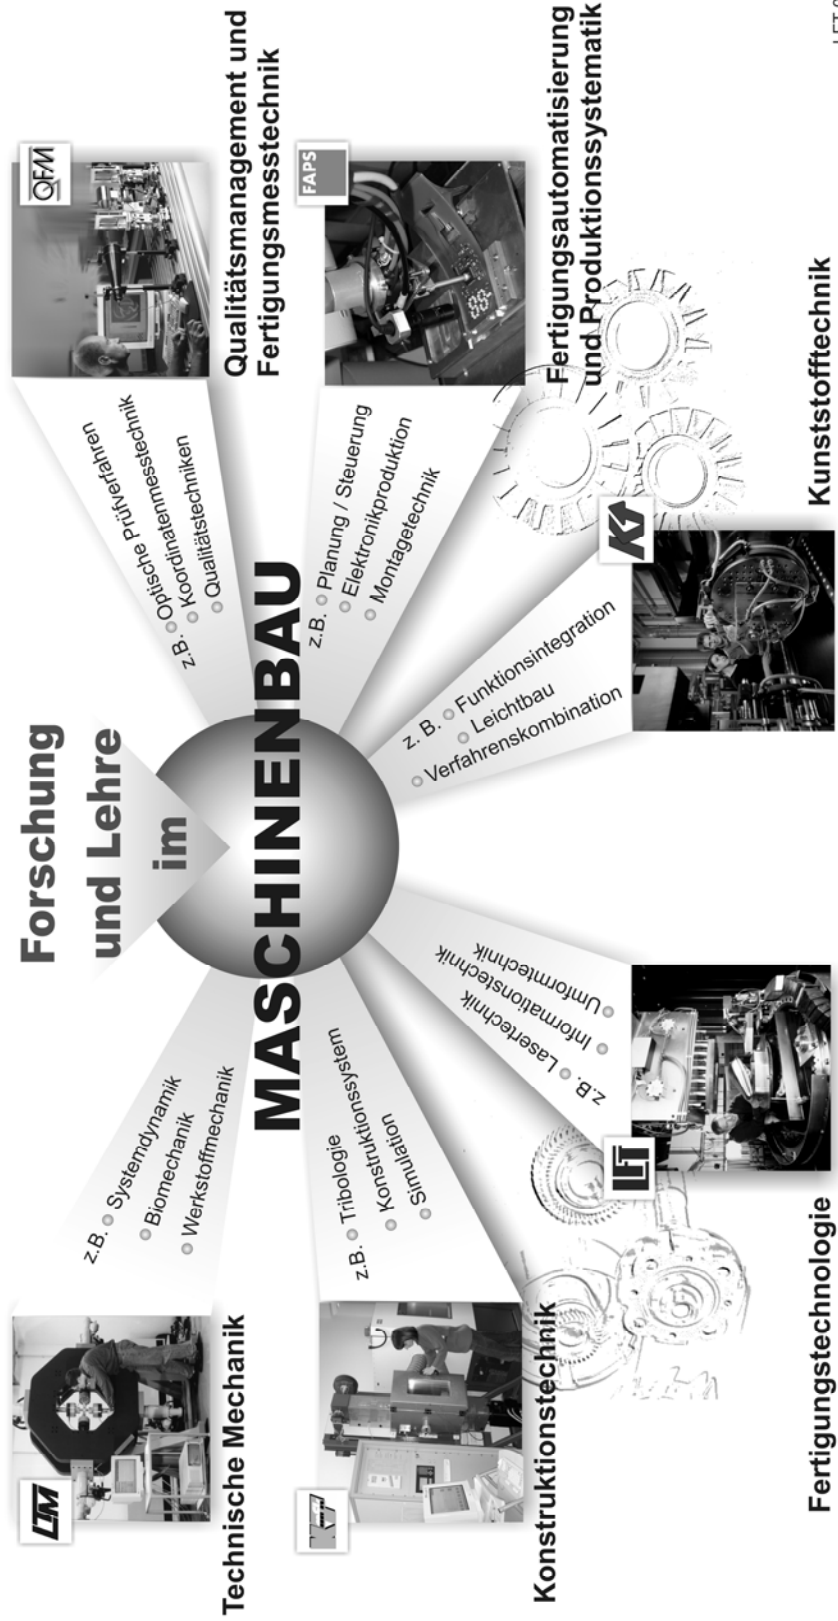 Forschung
und Lehre
im
MASCHINENBAU
LTM
Technische Mechanik
z.B. Systemdynamik
Biomechanik
Werkstoffmechanik
Konstruktionstechnik
z.B. Tribologie
Konstruktionssystem
Simulation
LFT
Fertigungstechnologie
z.B. Lasertechnik
Informationstechnik
Umformtechnik
Kunststofftechnik
z. B. Funktionsintegration
Leichtbau
Verfahrenskombination
FAPS
Fertigungsautomatisierung
und Produktionssystematik
z.B. Planung / Steuerung
Elektronikproduktion
Montagetechnik
QFM
Qualitätsmanagement und
Fertigungsmesstechnik
z.B. Optische Prüfverfahren
Koordinatenmesstechnik
Qualitätstechniken